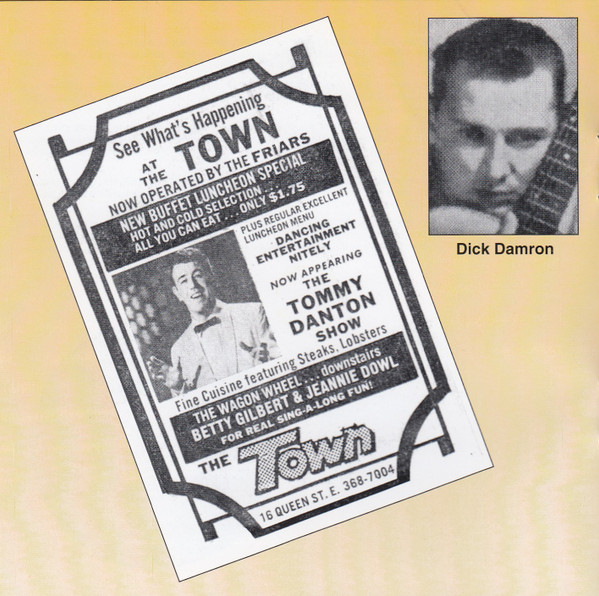 See What's Happening
AT THE TOWN
NOW OPERATED BY THE FRIARS
NEW BUFFET LUNCHEON SPECIAL
HOT AND COLD SELECTION...
ALL YOU CAN EAT... ONLY $1.75
PLUS REGULAR EXCELLENT
LUNCHEON MENU
DANCING
ENTERTAINMENT
NITELY
NOW APPEARING
THE
TOMMY
DANTON
SHOW
Fine Cuisine featuring Steaks, Lobsters
THE WAGON WHEEL... downstairs
BETTY GILBERT & JEANNIE DOWL
FOR REAL SING-A-LONG FUN!
THE Town
16 QUEEN ST. E. 368-7004
Dick Damron